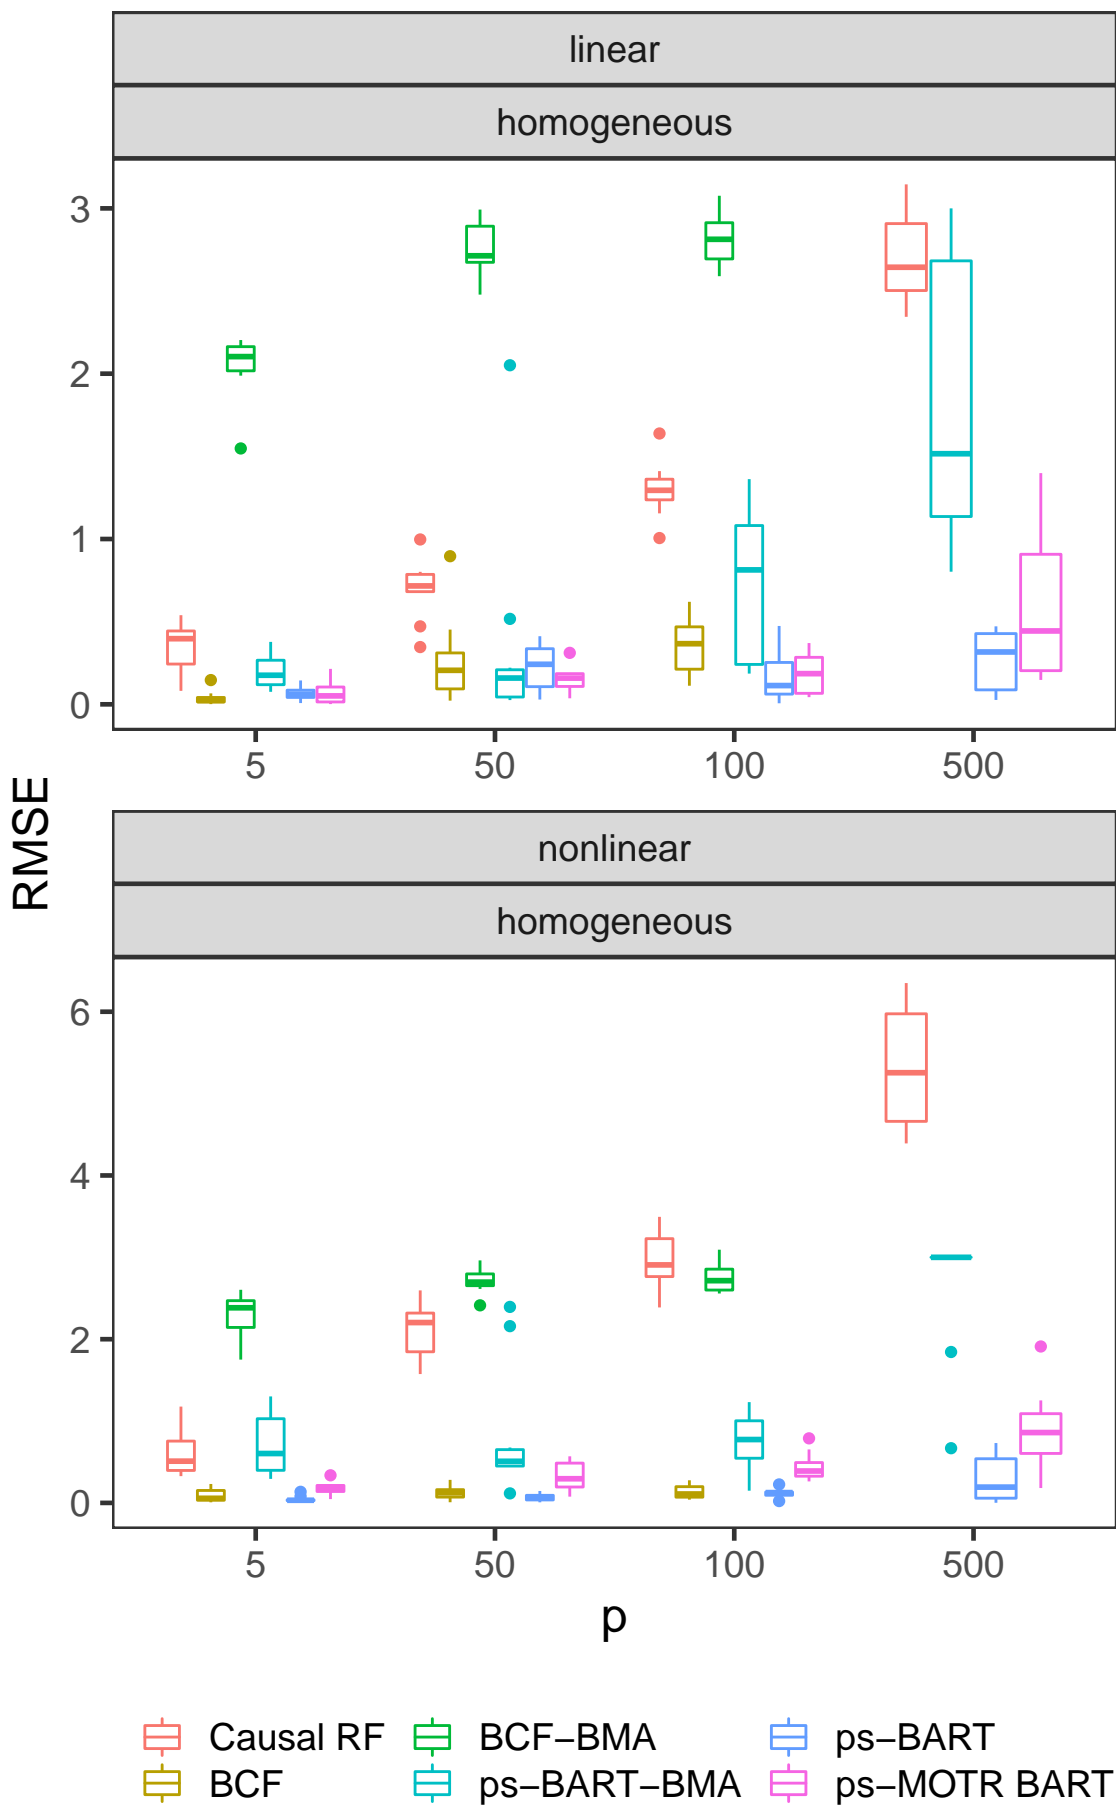 linear
homogeneous
3
2
1
0
5 50 100 500
RMSE
nonlinear
homogeneous
6
4
2
0
5 50 100 500
p
Causal RF BCF−BMA ps−BART
BCF ps−BART−BMA ps−MOTR BART